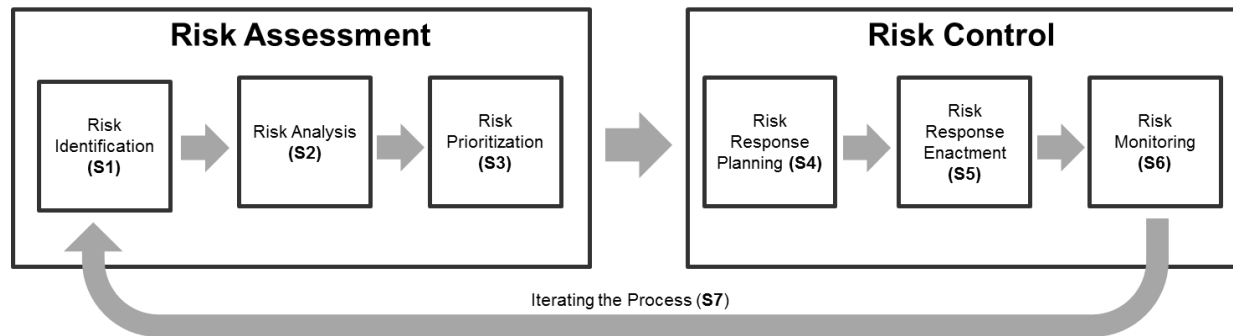 Risk Assessment
Risk
Identification
(S1)
Risk Analysis
(S2)
Risk
Prioritization
(S3)
Risk Control
Risk
Response
Planning (S4)
Risk
Response
Enactment
(S5)
Risk
Monitoring
(S6)
Iterating the Process (S7)